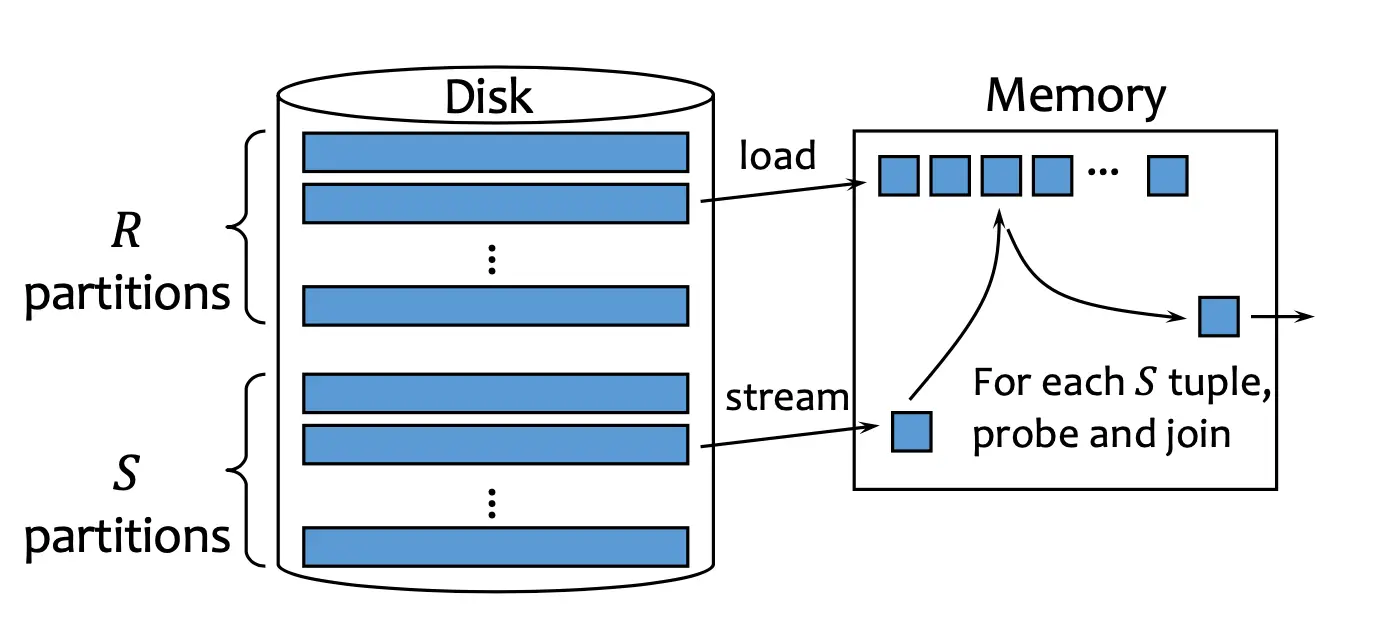 Disk
Memory
load
R
partitions
...
stream
For each S tuple,
probe and join
S
partitions